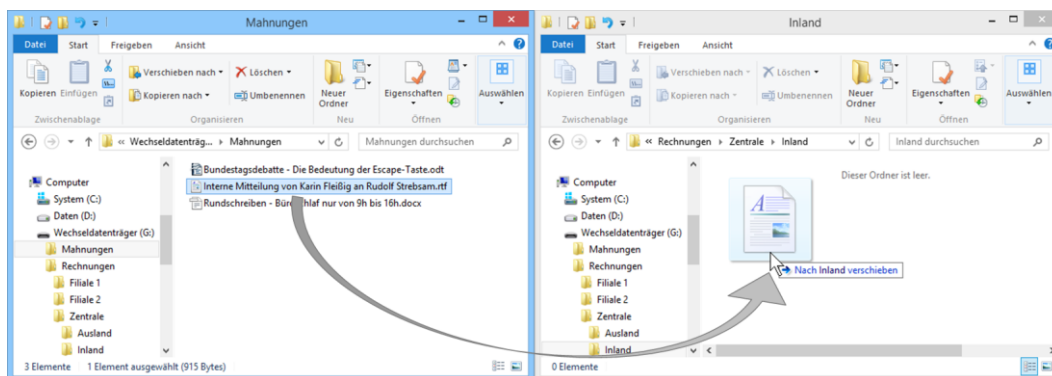 Mahnungen
Datei Start Freigeben Ansicht
Kopieren Einfügen
Verschieben nach
Kopieren nach
Löschen
Umbenennen
Neuer Ordner
Eigenschaften
Auswählen
Zwischenablage Organisieren Neu Öffnen
« Wechseldatenträg... Mahnungen
Mahnungen durchsuchen
Computer
System (C:)
Daten (D:)
Wechseldatenträger (G:)
Mahnungen
Rechnungen
Filiale 1
Filiale 2
Zentrale
Ausland
Inland
Bundestagsdebatte - Die Bedeutung der Escape-Taste.odt
Interne Mitteilung von Karin Fleißig an Rudolf Strebsam.rtf
Rundschreiben - Büroschlaf nur von 9h bis 16h.docx
3 Elemente 1 Element ausgewählt (915 Bytes)
Inland
Datei Start Freigeben Ansicht
Kopieren Einfügen
Verschieben nach
Kopieren nach
Löschen
Umbenennen
Neuer Ordner
Eigenschaften
Auswählen
Zwischenablage Organisieren Neu Öffnen
« Rechnungen Zentrale Inland
Inland durchsuchen
Computer
System (C:)
Daten (D:)
Wechseldatenträger (G:)
Mahnungen
Rechnungen
Filiale 1
Filiale 2
Zentrale
Ausland
Inland
Dieser Ordner ist leer.
A
Nach Inland verschieben
0 Elemente